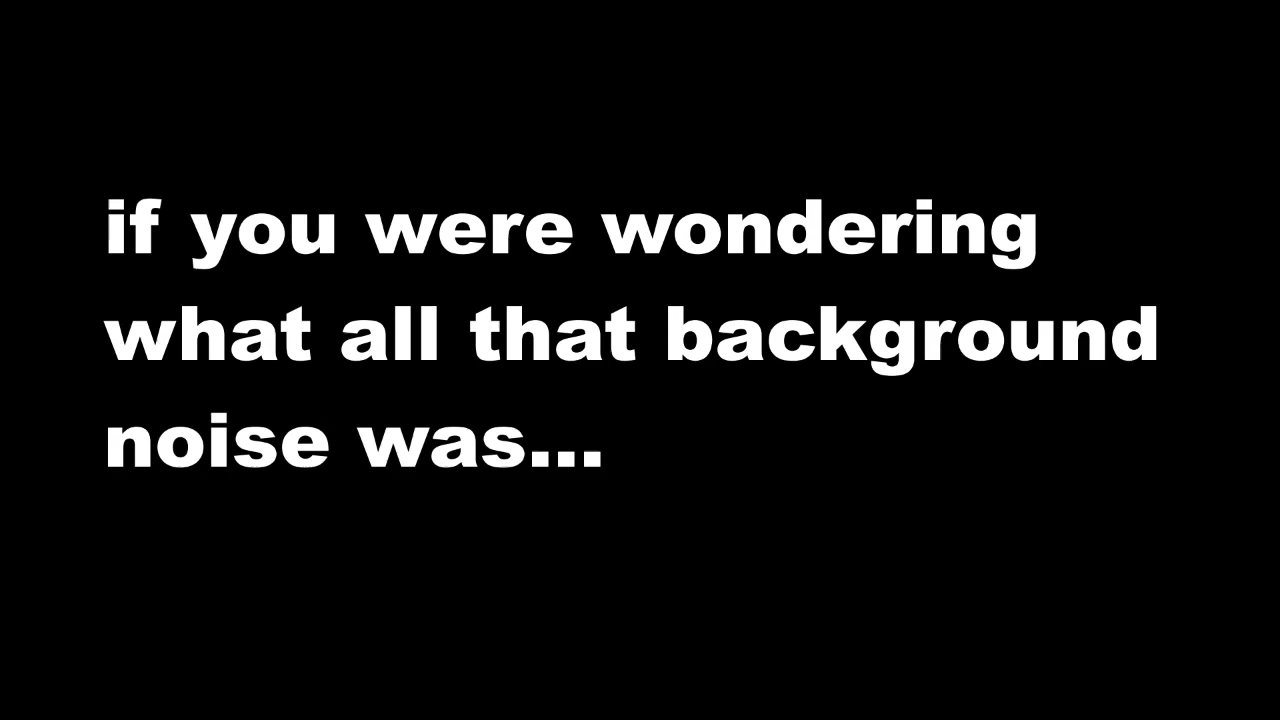 if you were wondering
what all that background
noise was...